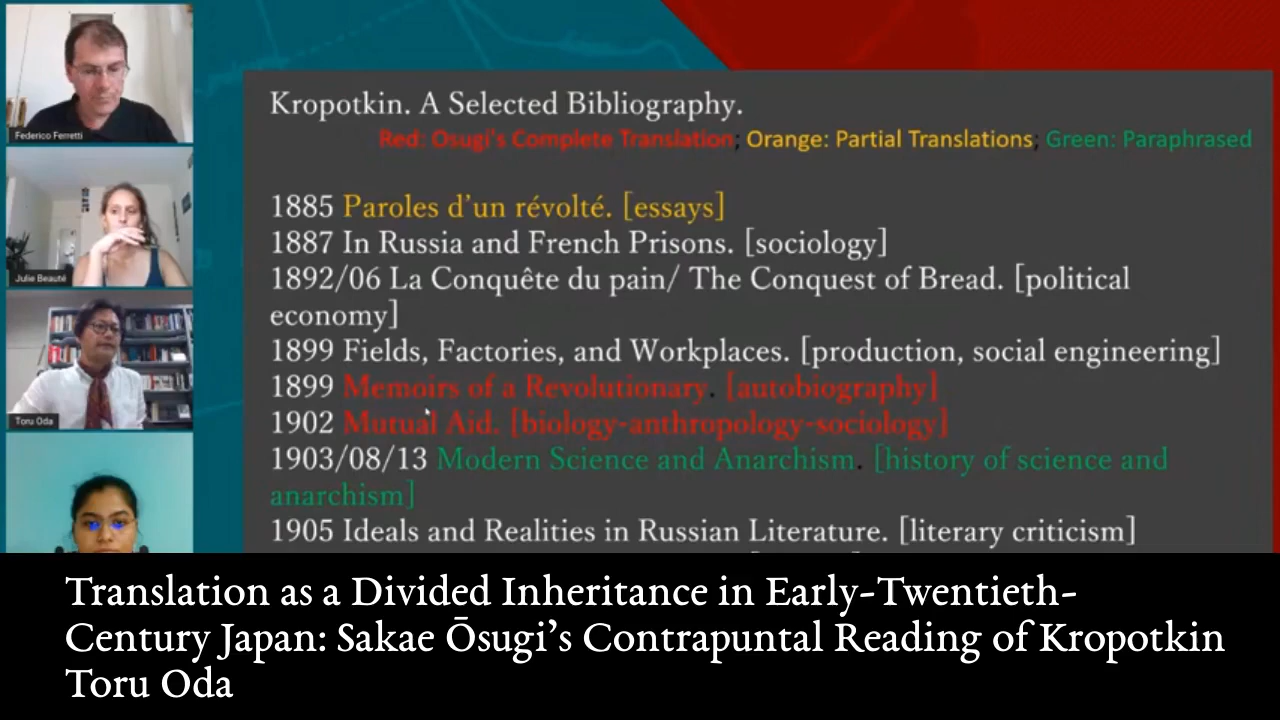 Federico Ferretti
Julie Beauté
Toru Oda
Kropotkin. A Selected Bibliography.
Red: Osugi's Complete Translation; Orange: Partial Translations; Green: Paraphrased
1885 Paroles d'un révolté. [essays]
1887 In Russia and French Prisons. [sociology]
1892/06 La Conquête du pain/ The Conquest of Bread. [political
economy]
1899 Fields, Factories, and Workplaces. [production, social engineering]
1899 Memoirs of a Revolutionary. [autobiography]
1902 Mutual Aid. [biology-anthropology-sociology]
1903/08/13 Modern Science and Anarchism. [history of science and
anarchism]
1905 Ideals and Realities in Russian Literature. [literary criticism]
Translation as a Divided Inheritance in Early-Twentieth-
Century Japan: Sakae Ōsugi's Contrapuntal Reading of Kropotkin
Toru Oda